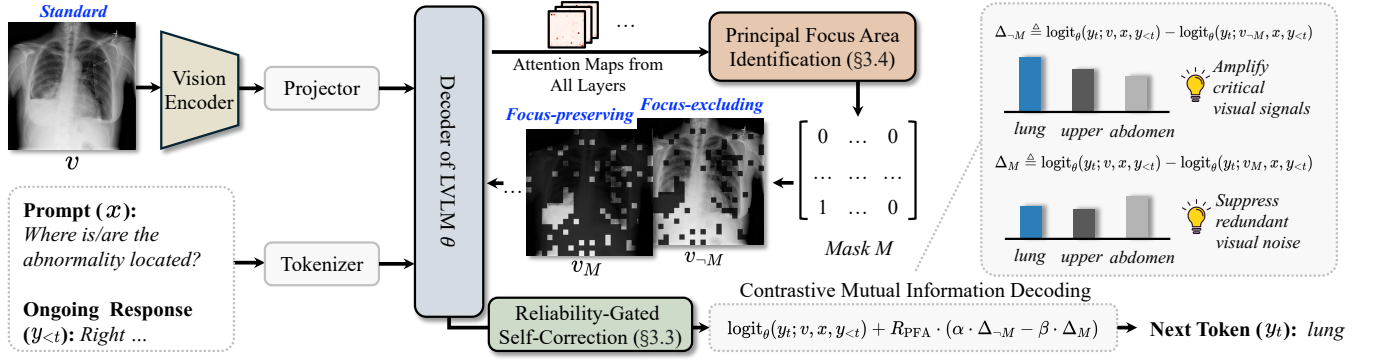 Standard
v
Vision
Encoder
Projector
Prompt (x):
Where is/are the
abnormality located?
Ongoing Response
(y<t): Right ...
Tokenizer
Decoder of LVLM θ
...
Attention Maps from
All Layers
Principal Focus Area
Identification (§3.4)
Focus-preserving
Focus-excluding
...
v_M
v_¬M
0 ... 0
... ... ...
1 ... 0
Mask M
Δ_¬M ≜ logit_θ(y_t; v, x, y_<t) − logit_θ(y_t; v_¬M, x, y_<t)
lung upper abdomen
Amplify
critical
visual signals
Δ_M ≜ logit_θ(y_t; v, x, y_<t) − logit_θ(y_t; v_M, x, y_<t)
lung upper abdomen
Suppress
redundant
visual noise
Reliability-Gated
Self-Correction (§3.3)
Contrastive Mutual Information Decoding
logit_θ(y_t; v, x, y_<t) + R_PFA · (α · Δ_¬M − β · Δ_M)
Next Token (y_t): lung